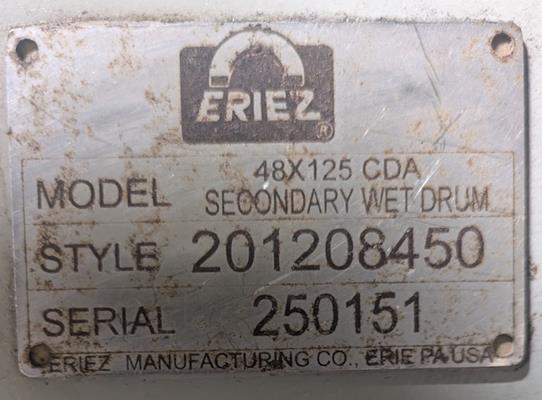 ERIEZ
®
MODEL 48X125 CDA
SECONDARY WET DRUM
STYLE 201208450
SERIAL 250151
ERIEZ MANUFACTURING CO., ERIE PA USA